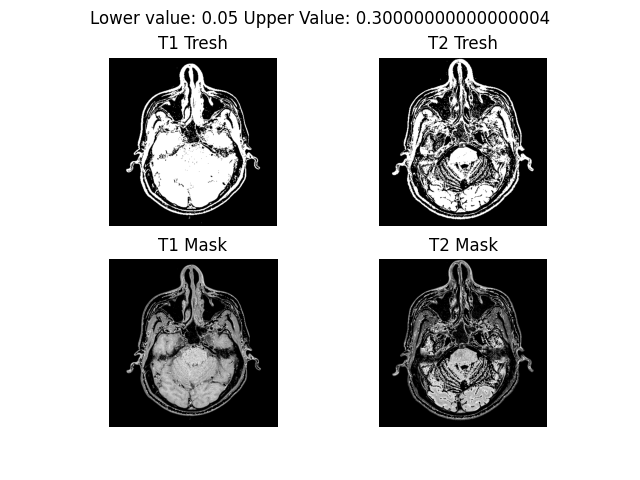 Lower value: 0.05 Upper Value: 0.30000000000000004
T1 Tresh
T2 Tresh
T1 Mask
T2 Mask